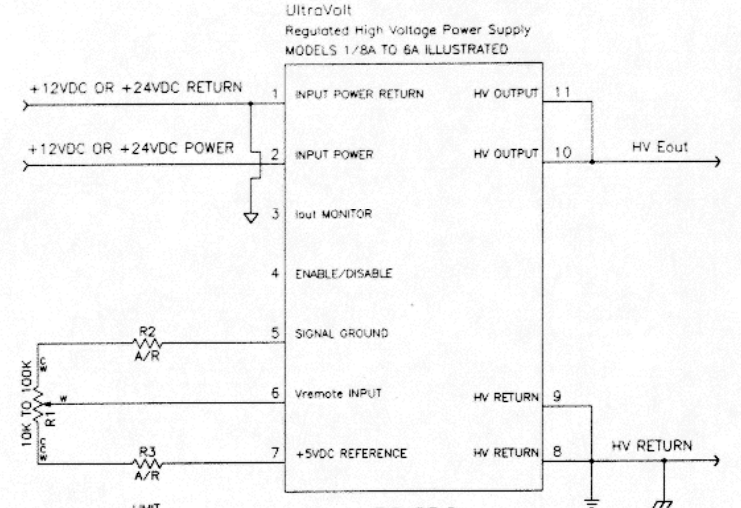 UltraVolt
Regulated High Voltage Power Supply
MODELS 1/8A TO 6A ILLUSTRATED
+12VDC OR +24VDC RETURN
1
INPUT POWER RETURN
HV OUTPUT
11
+12VDC OR +24VDC POWER
2
INPUT POWER
HV OUTPUT
10
HV Eout
3
Iout MONITOR
4
ENABLE/DISABLE
R2
A/R
5
SIGNAL GROUND
10K TO 100K
R1
CW
W
CCW
6
Vremote INPUT
HV RETURN
9
R3
A/R
7
+5VDC REFERENCE
HV RETURN
8
HV RETURN